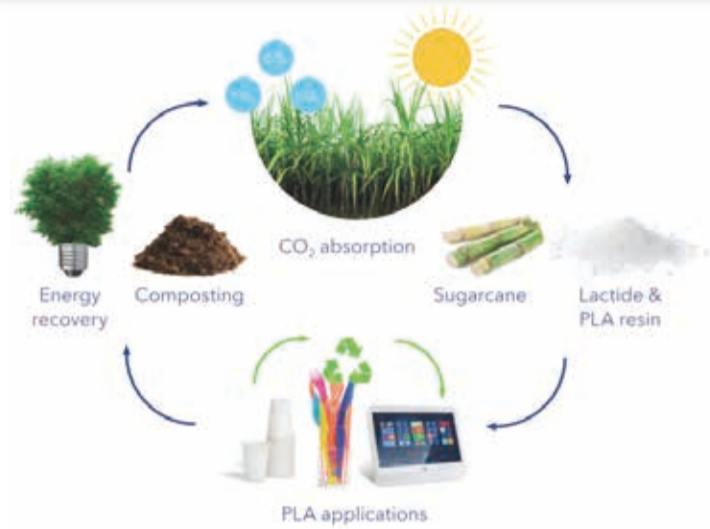 CO₂ absorption
Energy
recovery
Composting
Sugarcane
Lactide &
PLA resin
PLA applications